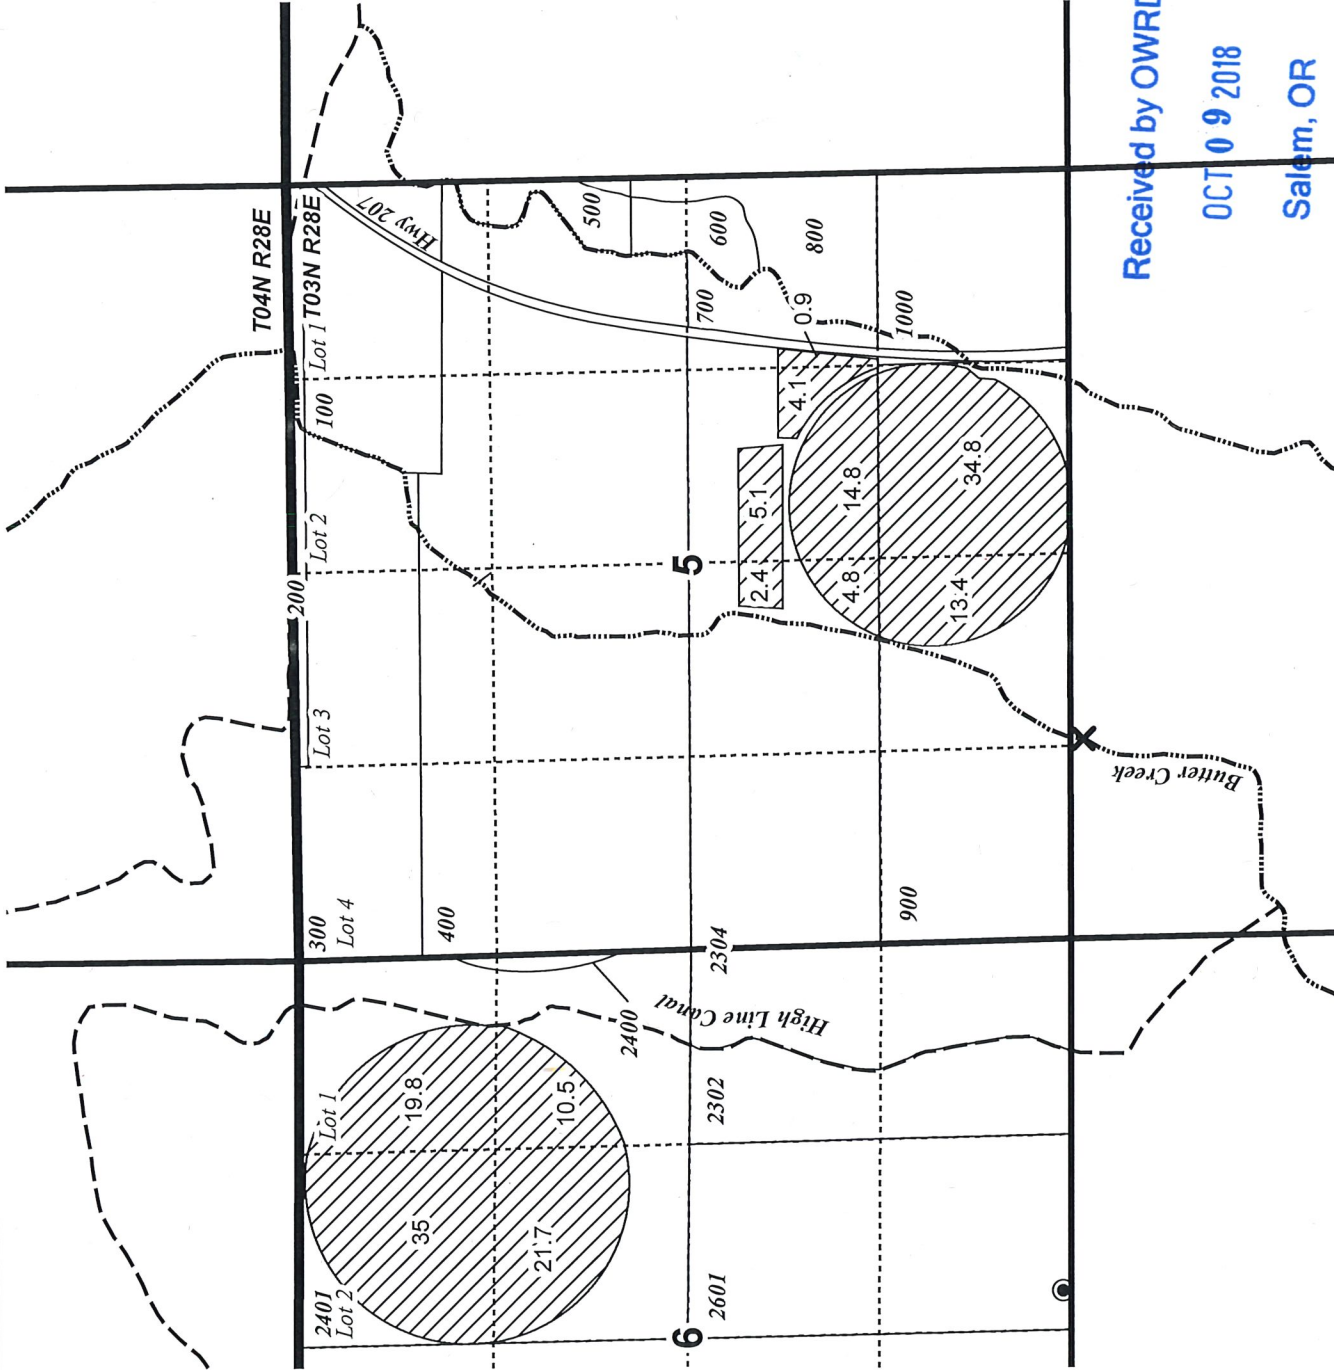 T04N R28E
T03N R28E
Hwy 207
Lot 1
100
Lot 2
200
Lot 3
300
Lot 4
400
500
600
700
800
0.9
1000
4.1
5.1
2.4
14.8
4.8
34.8
13.4
5
900
Butter Creek
2304
High Line Canal
2400
2302
Lot 1
19.8
10.5
35
21.7
2401
Lot 2
2601
6
Received by OWRD
OCT 09 2018
Salem, OR